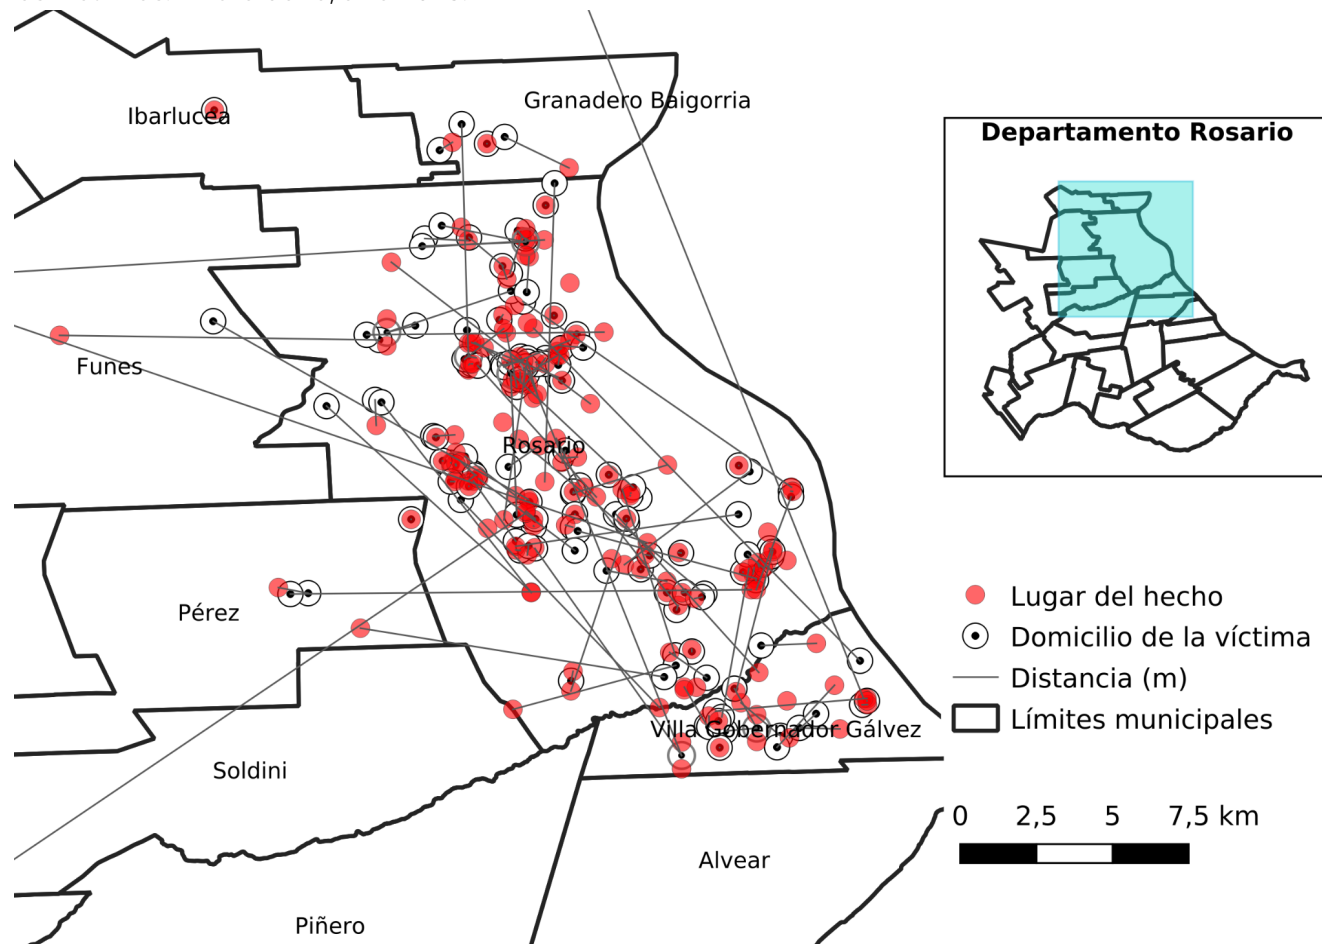 Granadero Baigorria
Ibarlucea
Departamento Rosario
Funes
Rosario
Lugar del hecho
Pérez
Domicilio de la víctima
Distancia (m)
Límites municipales
Villa Gobernador Gálvez
Soldini
0 2,5 5 7,5 km
Alvear
Piñero